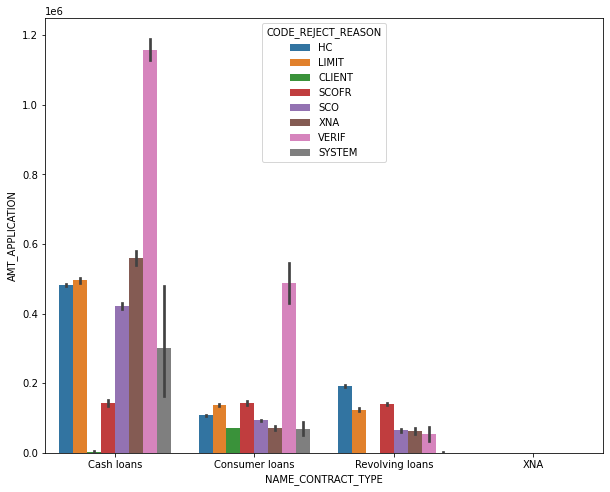 1e6
CODE_REJECT_REASON
HC
LIMIT
CLIENT
SCOFR
SCO
XNA
VERIF
SYSTEM
1.2
1.0
0.8
0.6
0.4
0.2
0.0
AMT_APPLICATION
Cash loans Consumer loans Revolving loans XNA
NAME_CONTRACT_TYPE